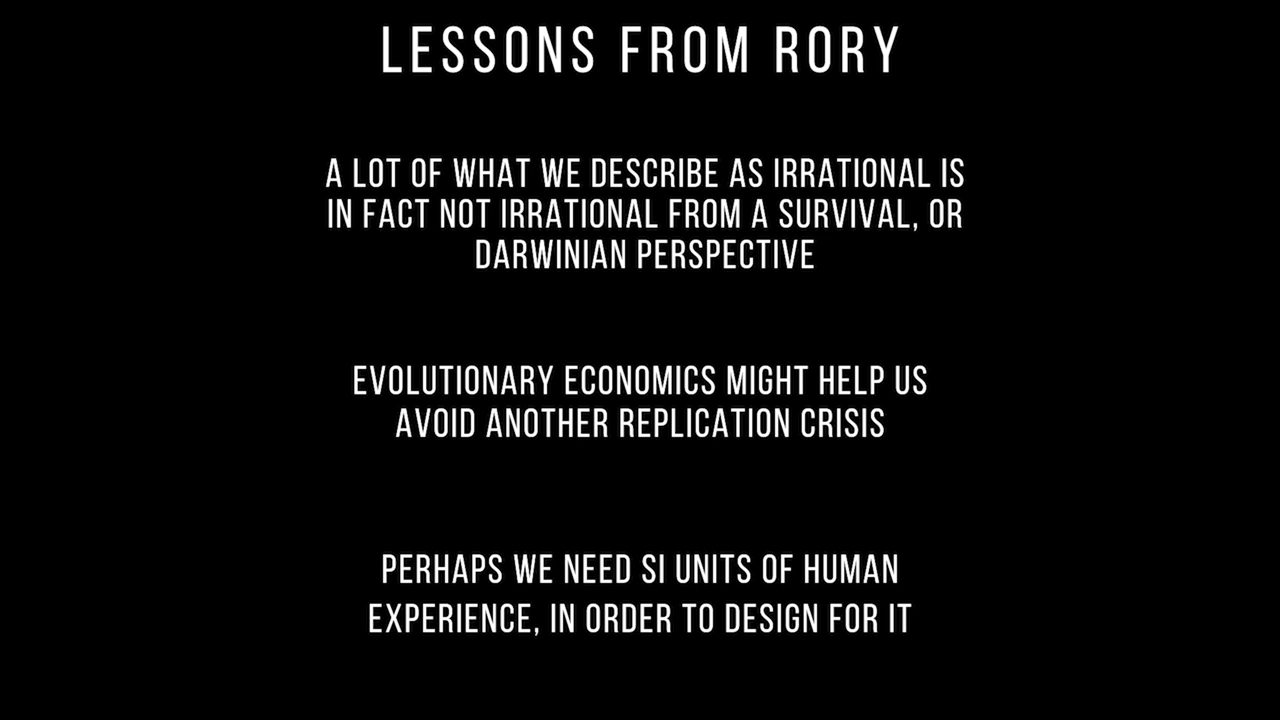 LESSONS FROM RORY
A LOT OF WHAT WE DESCRIBE AS IRRATIONAL IS
IN FACT NOT IRRATIONAL FROM A SURVIVAL, OR
DARWINIAN PERSPECTIVE
EVOLUTIONARY ECONOMICS MIGHT HELP US
AVOID ANOTHER REPLICATION CRISIS
PERHAPS WE NEED SI UNITS OF HUMAN
EXPERIENCE, IN ORDER TO DESIGN FOR IT